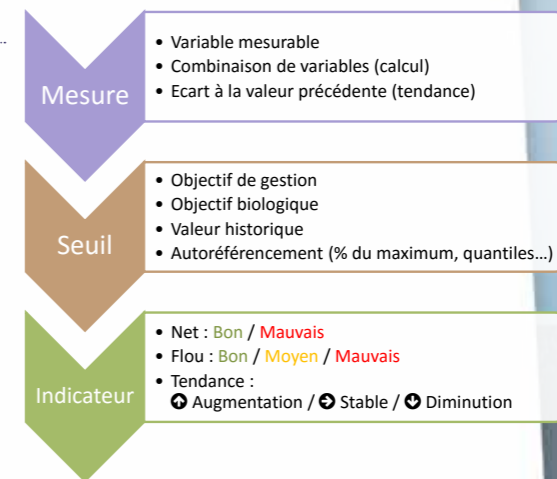 Mesure
• Variable mesurable
• Combinaison de variables (calcul)
• Ecart à la valeur précédente (tendance)
Seuil
• Objectif de gestion
• Objectif biologique
• Valeur historique
• Autoréférencement (% du maximum, quantiles…)
Indicateur
• Net : Bon / Mauvais
• Flou : Bon / Moyen / Mauvais
• Tendance :
⮉ Augmentation / ⮊ Stable / ⮋ Diminution